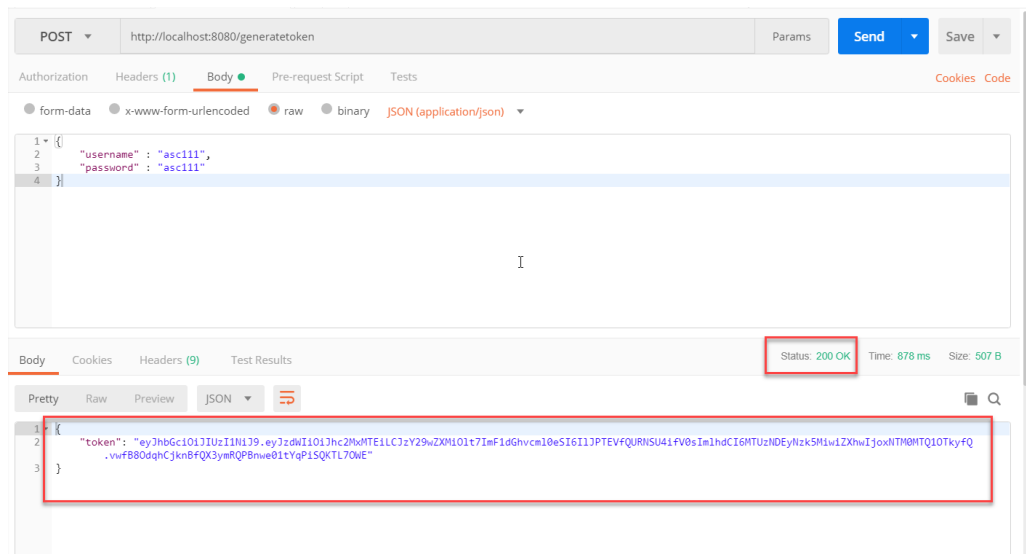 POST http://localhost:8080/generatetoken Params Send Save
Authorization Headers (1) Body Pre-request Script Tests Cookies Code
form-data x-www-form-urlencoded raw binary JSON (application/json)
1 {
2 "username" : "asc111",
3 "password" : "asc111"
4 }
Body Cookies Headers (9) Test Results Status: 200 OK Time: 878 ms Size: 507 B
Pretty Raw Preview JSON
1 {
2 "token": "eyJhbGciOiJIUzI1NiJ9.eyJzdWIiOiJhc2MxMTEiLCJzY29wZXMiOlt7ImF1dGhvcml0eSI6IlJPTEVfQURNSU4ifV0sImlhdCI6MTUzNDEyNzk5MiwiZXhwIjoxNTM0MTQ1OTkyfQ
.vwfB8OdqhCjknBfQX3ymRQPBnwe01tYqPiSQKTL7OWE"
3 }